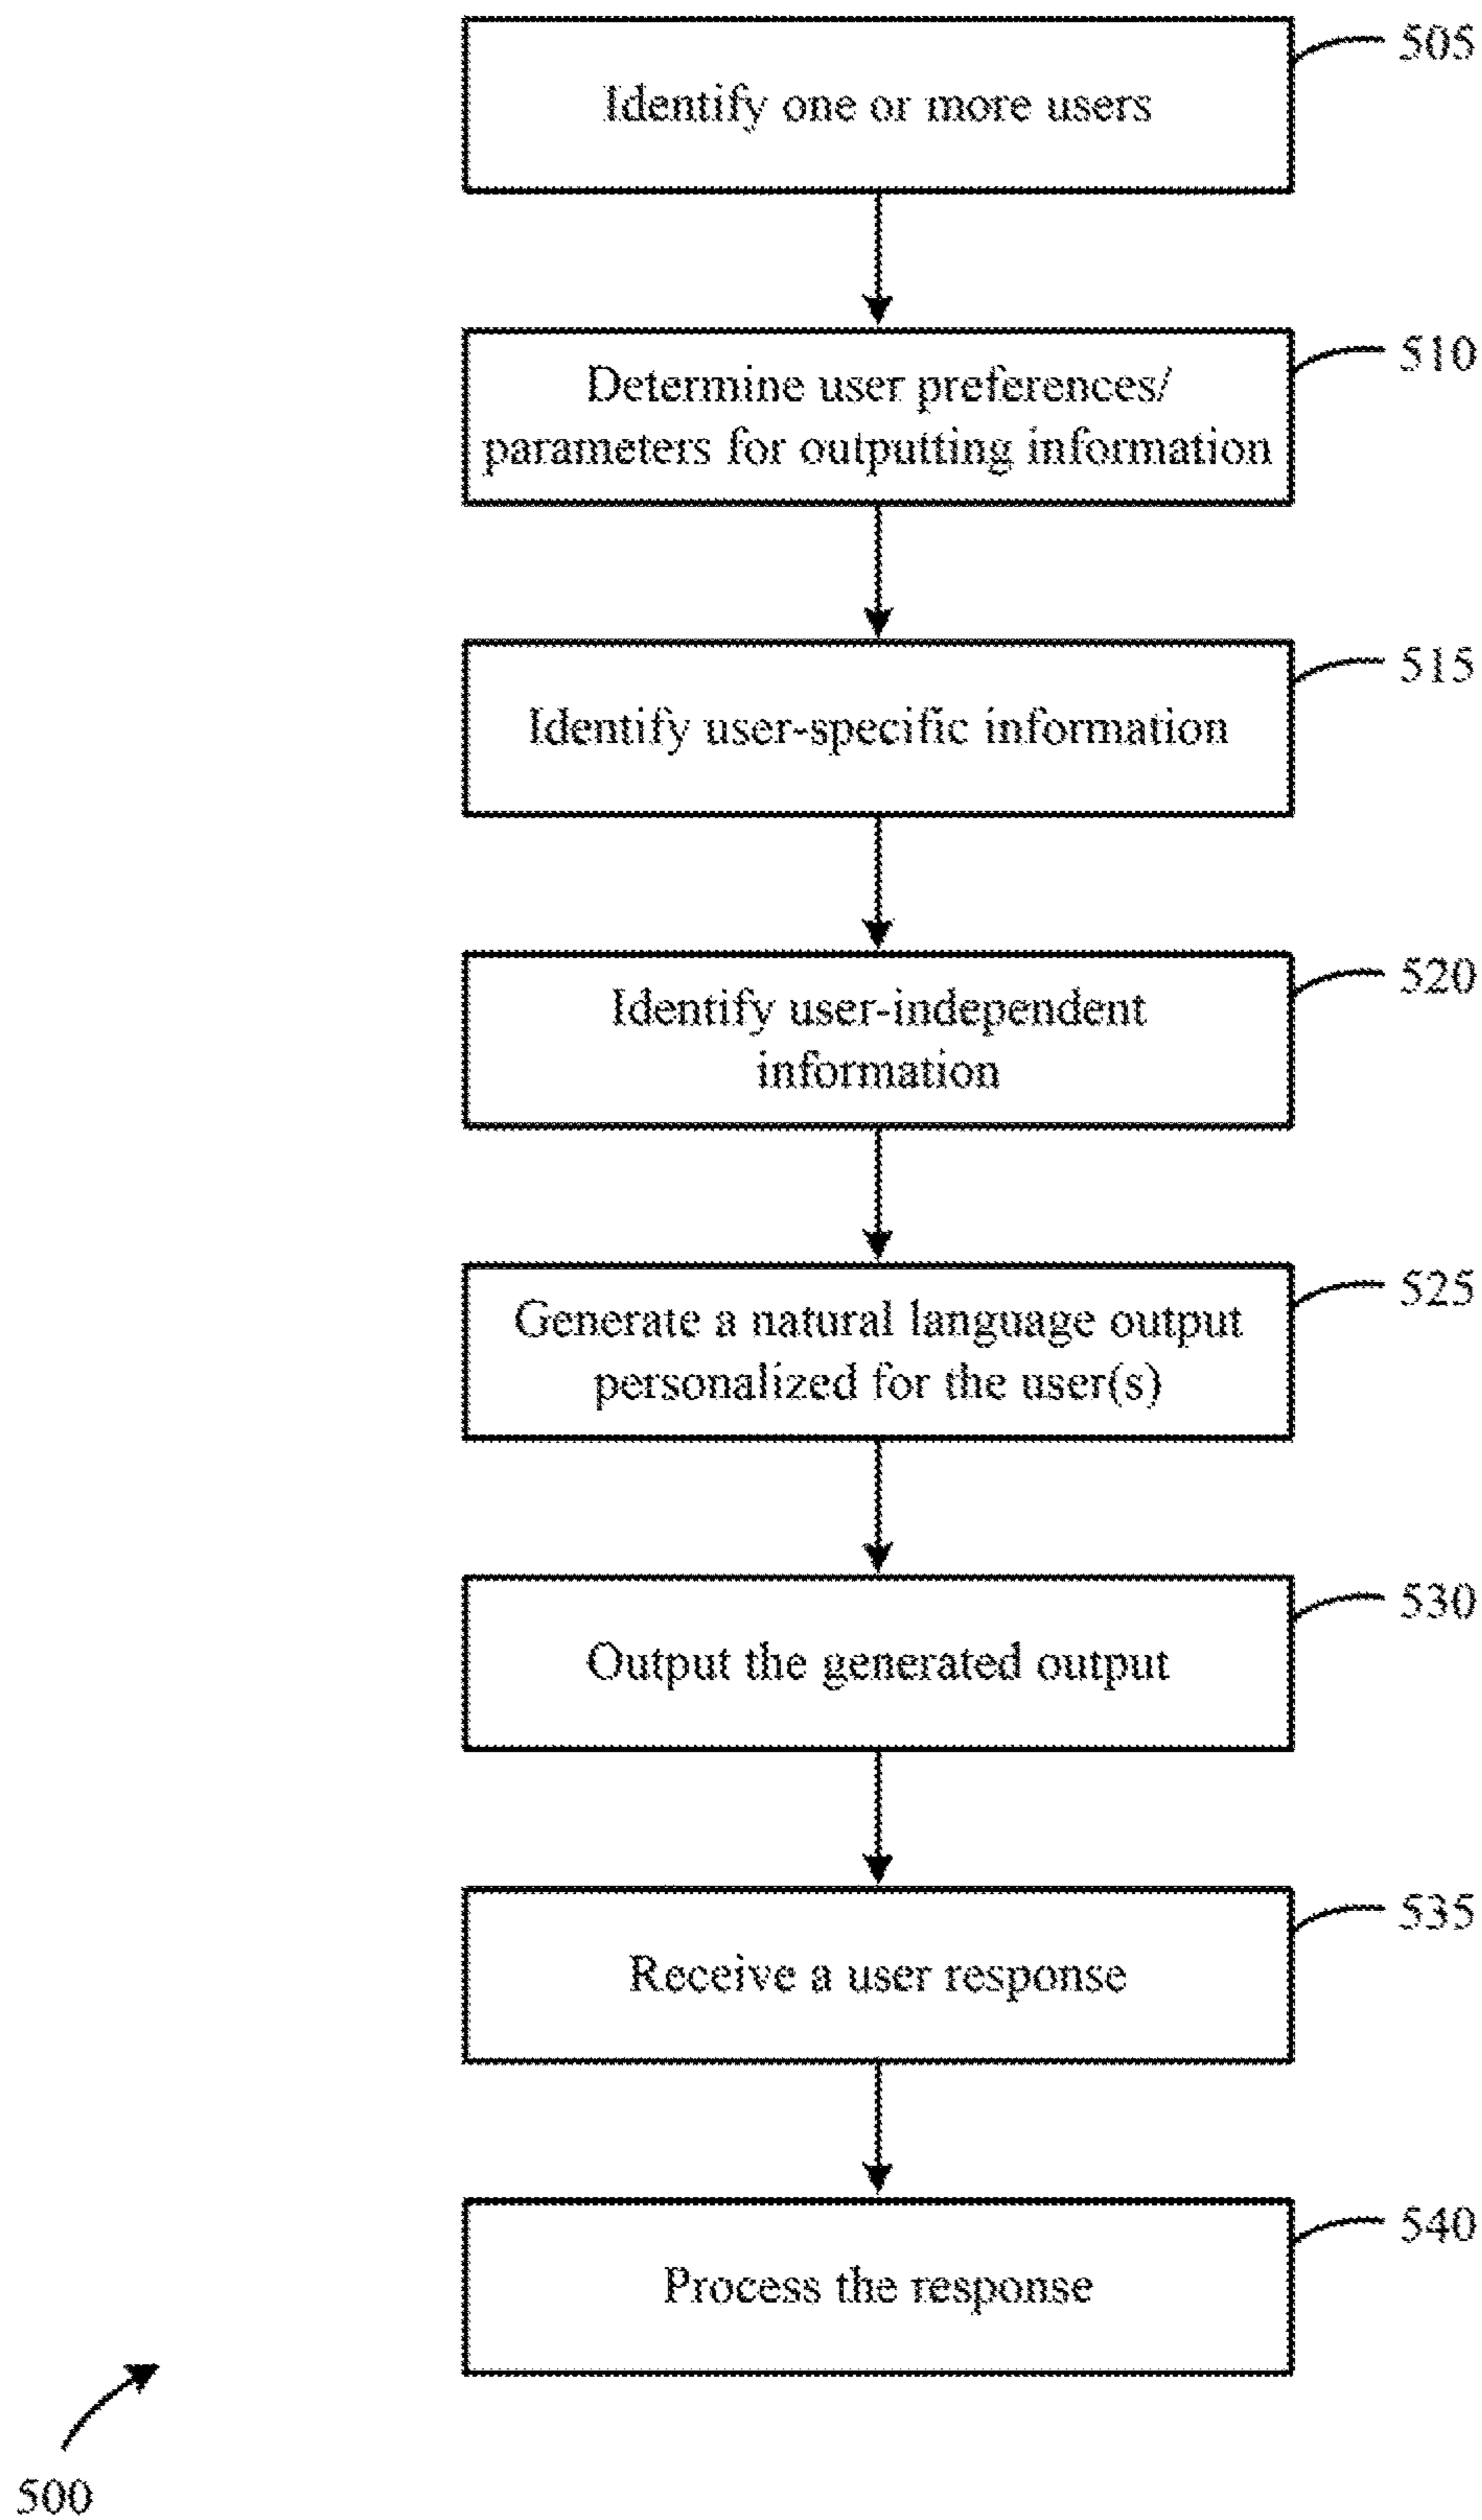 505
Identify one or more users
510
Determine user preferences/
parameters for outputting information
515
Identify user-specific information
520
Identify user-independent
information
525
Generate a natural language output
personalized for the user(s)
530
Output the generated output
535
Receive a user response
540
Process the response
500